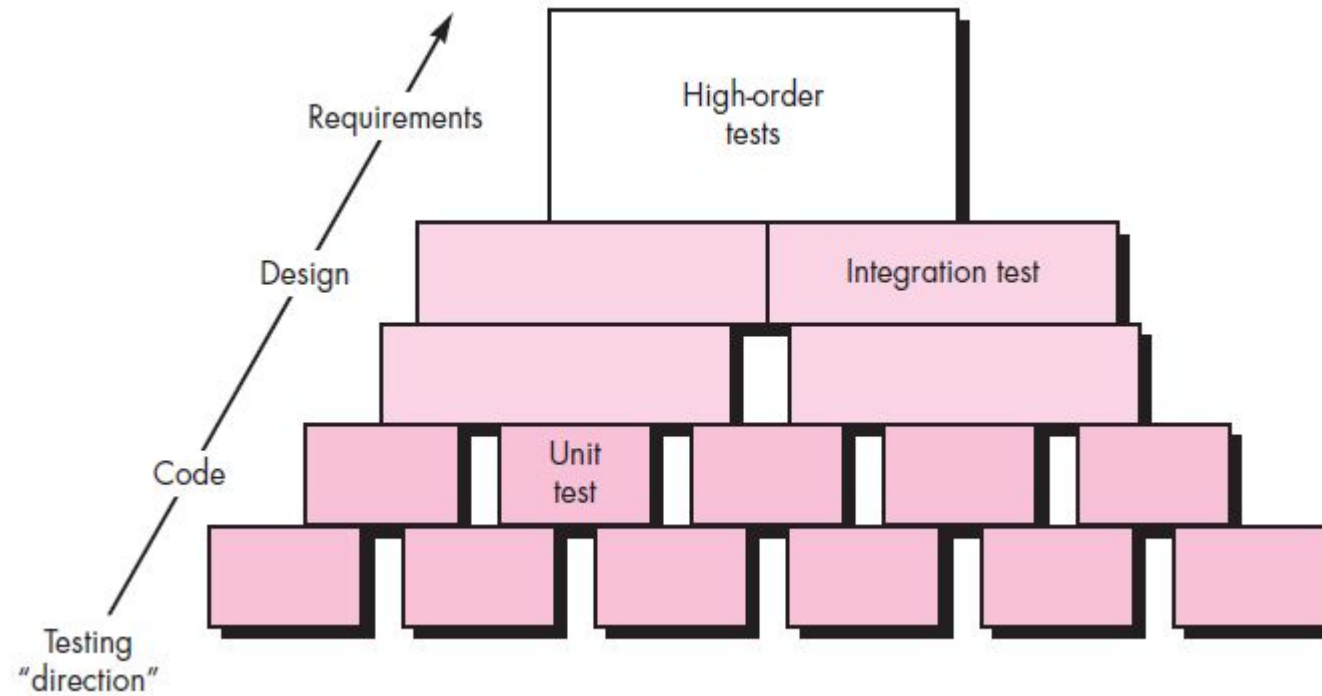 Requirements
High-order
tests
Design
Integration test
Code
Unit
test
Testing
“direction”